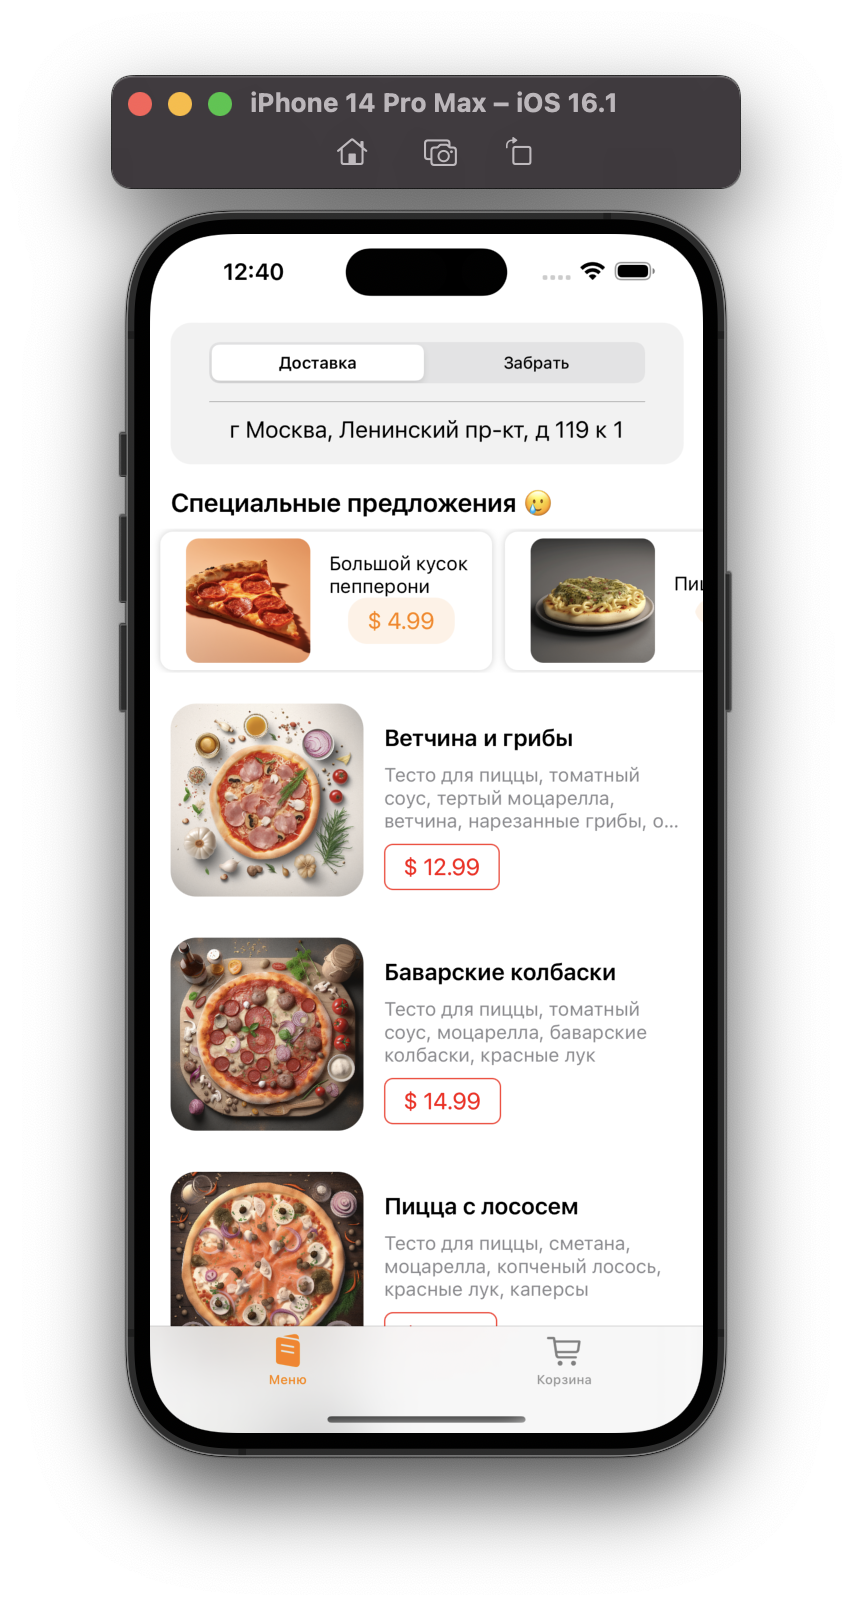 iPhone 14 Pro Max – iOS 16.1
12:40
Доставка
Забрать
г Москва, Ленинский пр-кт, д 119 к 1
Специальные предложения 🥲
Большой кусок
пепперони
$ 4.99
Ветчина и грибы
Тесто для пиццы, томатный
соус, тертый моцарелла,
ветчина, нарезанные грибы, о...
$ 12.99
Баварские колбаски
Тесто для пиццы, томатный
соус, моцарелла, баварские
колбаски, красные лук
$ 14.99
Пицца с лососем
Тесто для пиццы, сметана,
моцарелла, копченый лосось,
красные лук, каперсы
Меню
Корзина